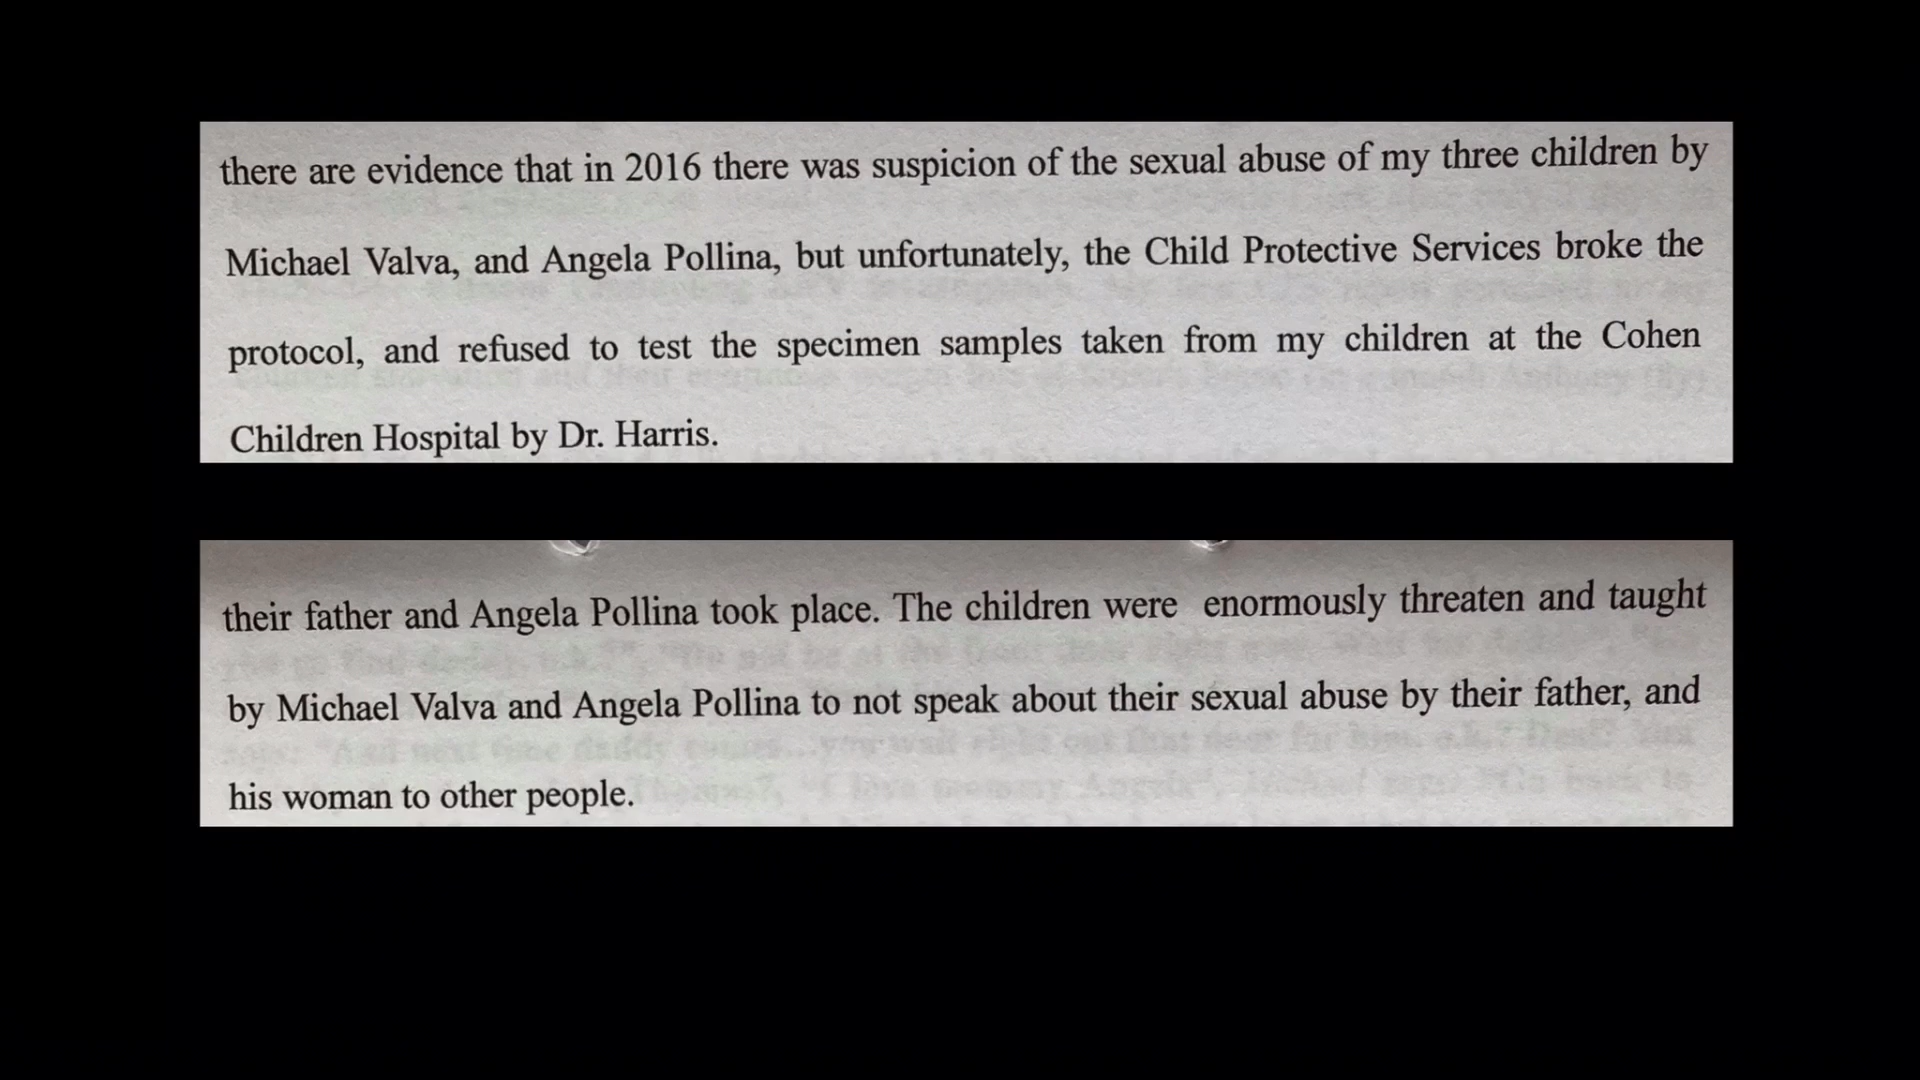 there are evidence that in 2016 there was suspicion of the sexual abuse of my three children by
Michael Valva, and Angela Pollina, but unfortunately, the Child Protective Services broke the
protocol, and refused to test the specimen samples taken from my children at the Cohen
Children Hospital by Dr. Harris.
their father and Angela Pollina took place. The children were enormously threaten and taught
by Michael Valva and Angela Pollina to not speak about their sexual abuse by their father, and
his woman to other people.